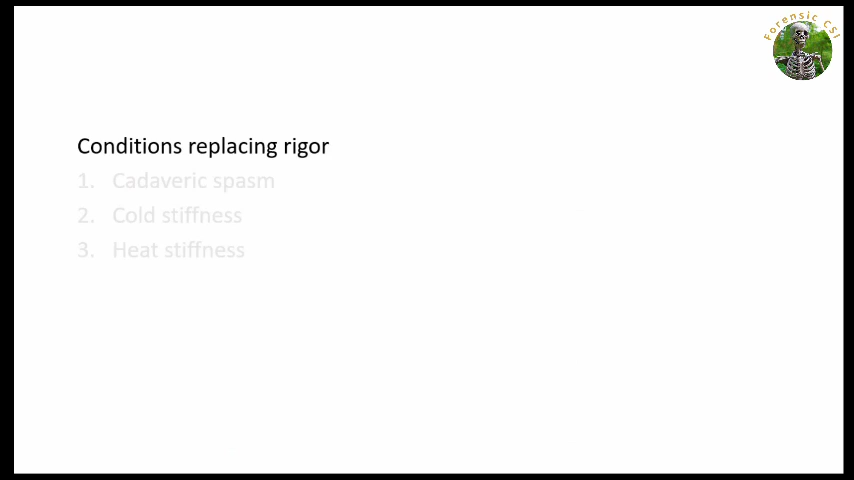 Forensic CSI
Conditions replacing rigor
1. Cadaveric spasm
2. Cold stiffness
3. Heat stiffness